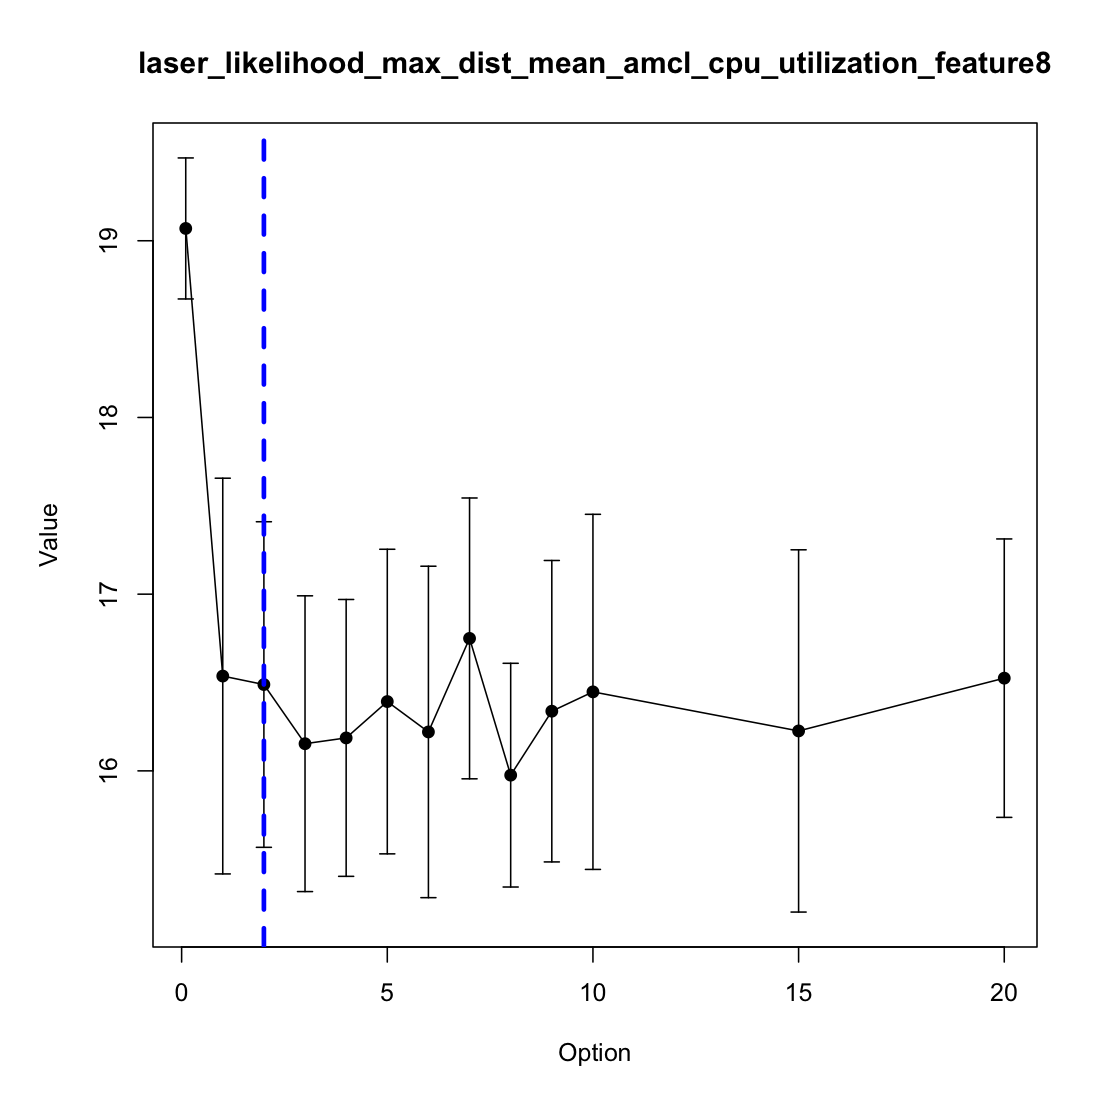 laser_likelihood_max_dist_mean_amcl_cpu_utilization_feature8
19
18
17
16
Value
0 5 10 15 20
Option